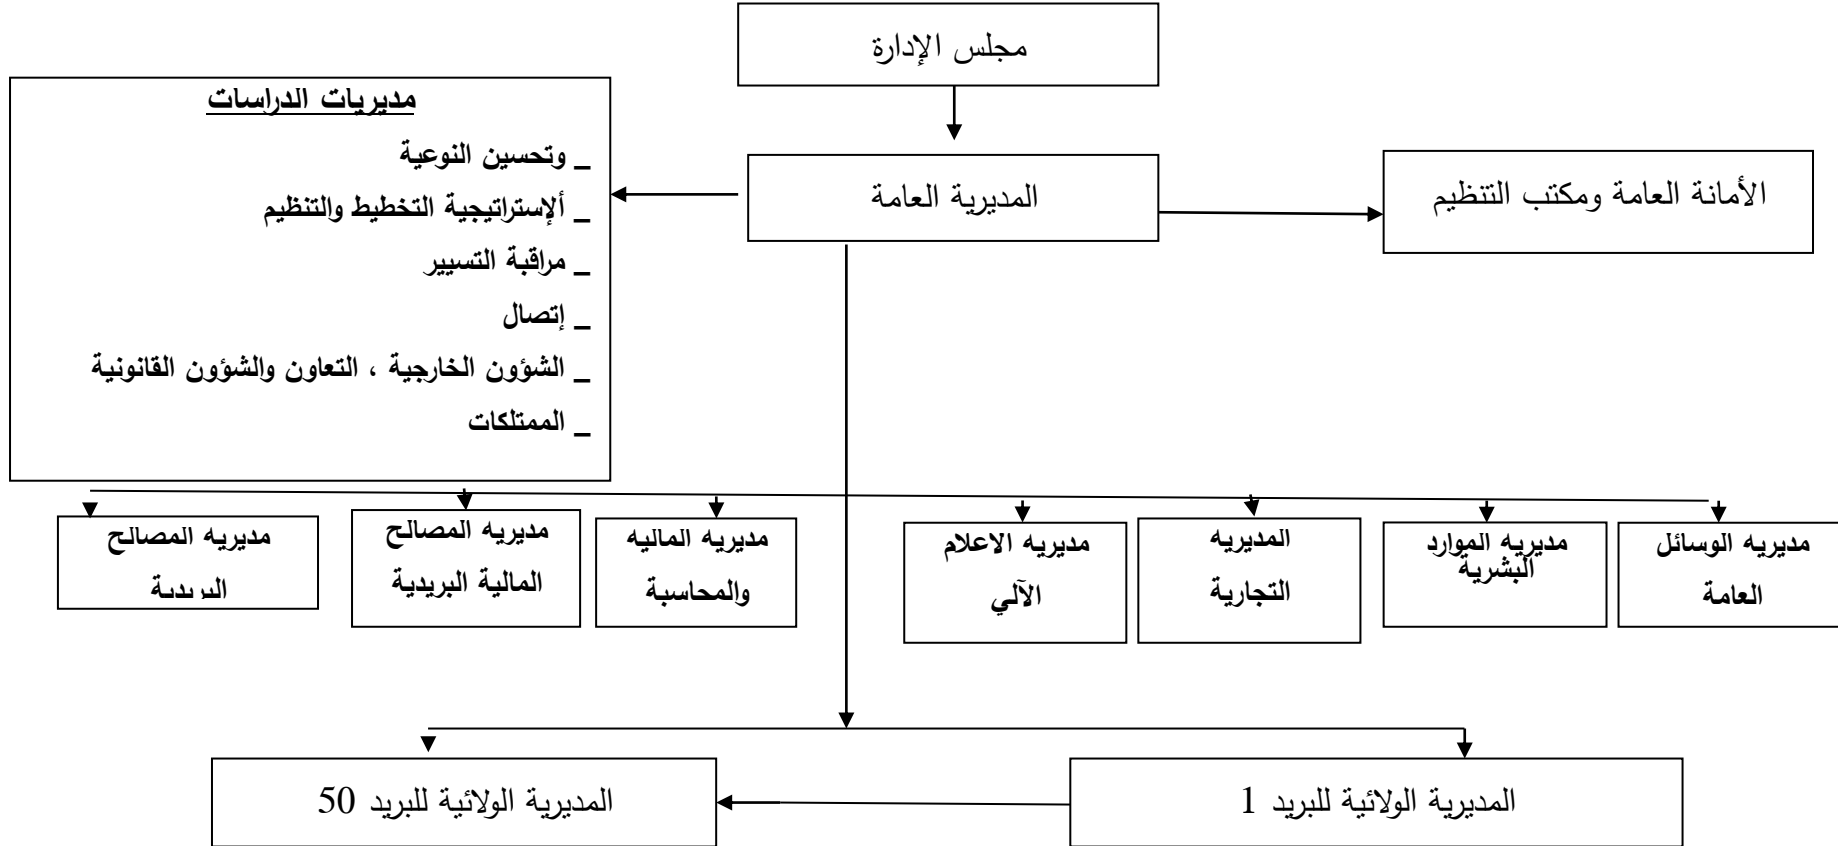 مجلس الإدارة
مديريات الدراسات
_ وتحسين النوعية
_ ألإستراتيجية التخطيط والتنظيم
_ مراقبة التسيير
_ إتصال
_ الشؤون الخارجية ، التعاون والشؤون القانونية
_ الممتلكات
المديرية العامة
الأمانة العامة ومكتب التنظيم
مديريه الوسائل
العامة
مديريه الموارد
البشرية
المديريه
التجارية
مديريه الاعلام
الآلي
مديريه الماليه
والمحاسبة
مديريه المصالح
المالية البريدية
مديريه المصالح
البريدية
المديرية الولائية للبريد 1
المديرية الولائية للبريد 50